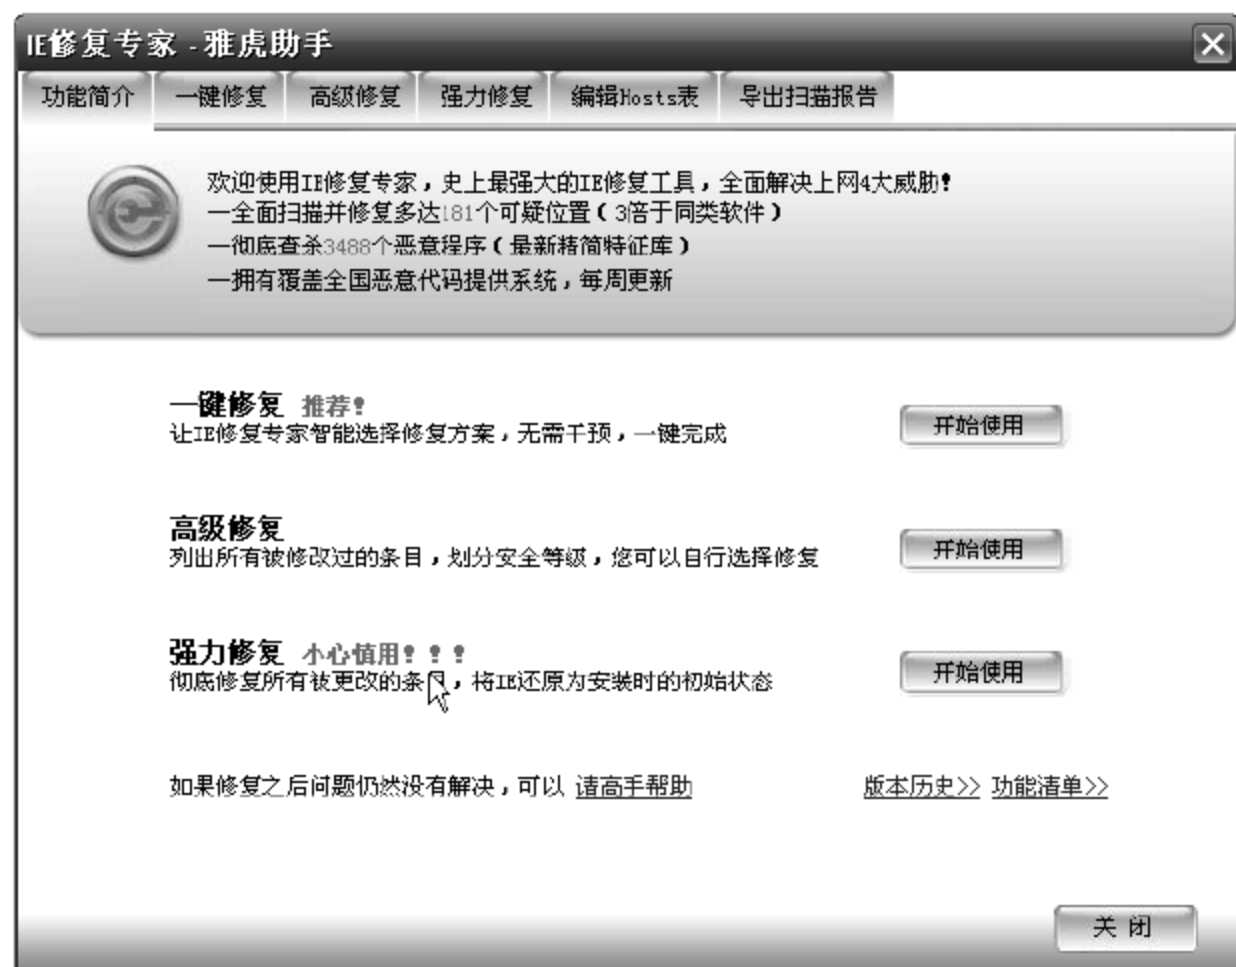 IE修复专家 - 雅虎助手
功能简介 一键修复 高级修复 强力修复 编辑Hosts表 导出扫描报告
欢迎使用IE修复专家，史上最强大的IE修复工具，全面解决上网4大威胁！
—全面扫描并修复多达181个可疑位置（3倍于同类软件）
—彻底查杀3488个恶意程序（最新精简特征库）
—拥有覆盖全国恶意代码提供系统，每周更新
一键修复 推荐！
让IE修复专家智能选择修复方案，无需干预，一键完成
开始使用
高级修复
列出所有被修改过的条目，划分安全等级，您可以自行选择修复
开始使用
强力修复 小心慎用！！！
彻底修复所有被更改的条目，将IE还原为安装时的初始状态
开始使用
如果修复之后问题仍然没有解决，可以 请高手帮助 版本历史>> 功能清单>>
关 闭